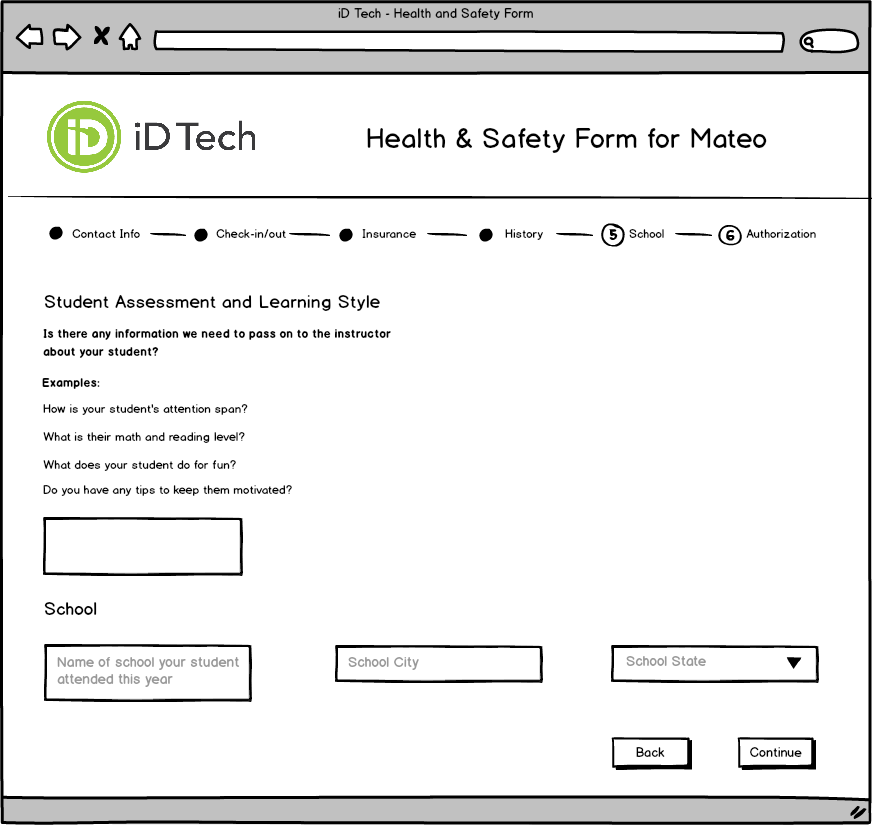 iD Tech - Health and Safety Form
iD iD Tech
Health & Safety Form for Mateo
Contact Info Check-in/out Insurance History 5 School 6 Authorization
Student Assessment and Learning Style
Is there any information we need to pass on to the instructor
about your student?
Examples:
How is your student's attention span?
What is their math and reading level?
What does your student do for fun?
Do you have any tips to keep them motivated?
School
Name of school your student
attended this year
School City
School State
Back Continue